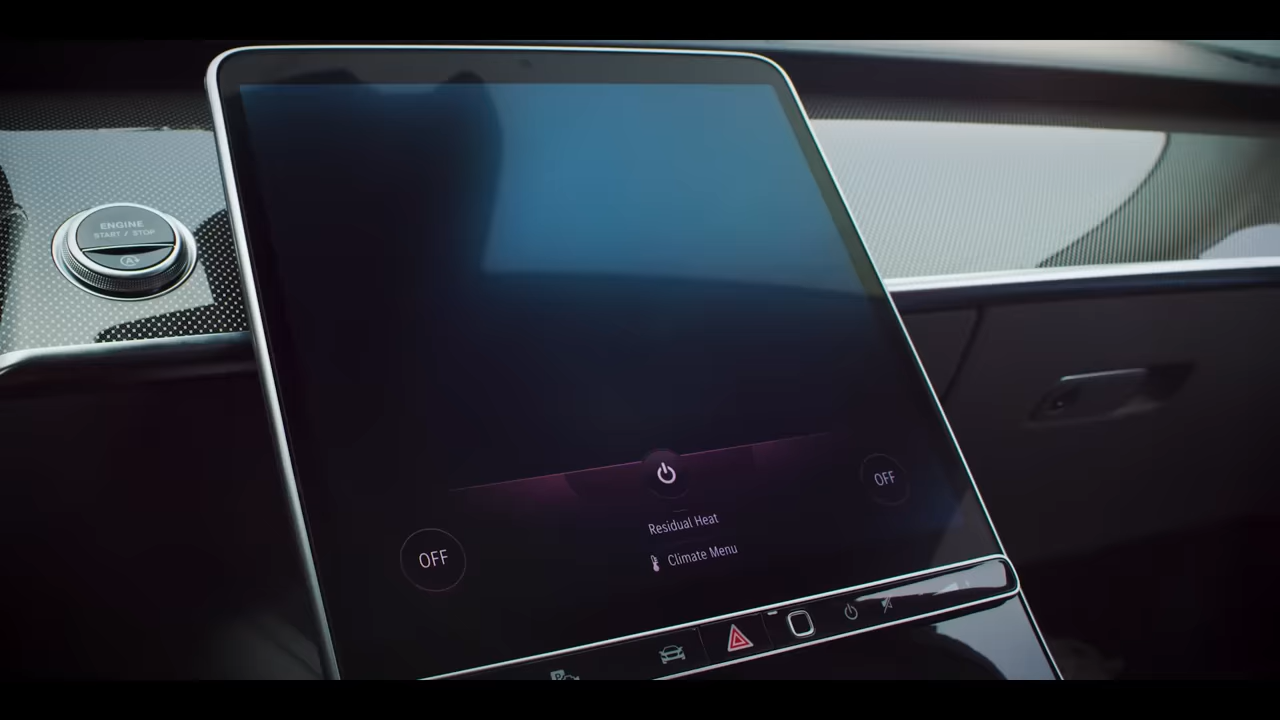 ENGINE
START / STOP
A
OFF
Residual Heat
Climate Menu
OFF
P